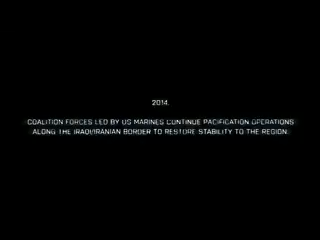 2014.
COALITION FORCES LED BY US MARINES CONTINUE PACIFICATION OPERATIONS
ALONG THE IRAQI/IRANIAN BORDER TO RESTORE STABILITY TO THE REGION.